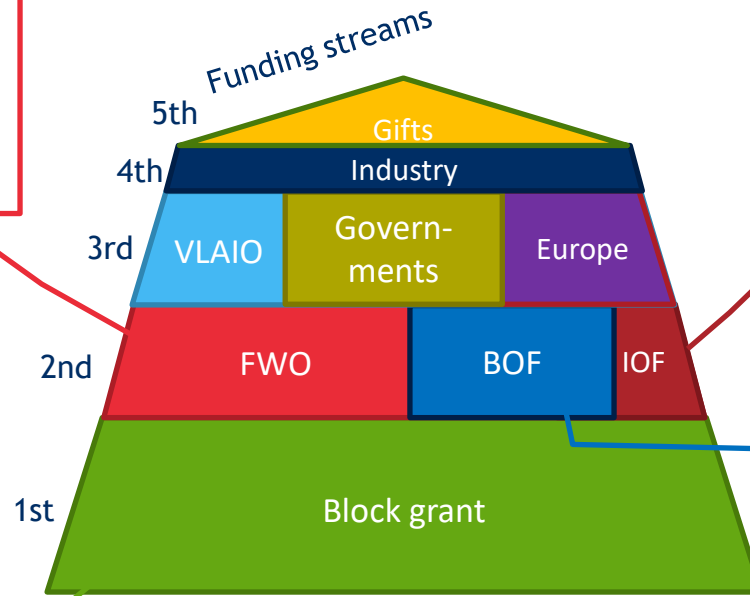 Funding streams
5th
Gifts
4th
Industry
3rd
VLAIO
Govern-
ments
Europe
2nd
FWO
BOF
IOF
1st
Block grant